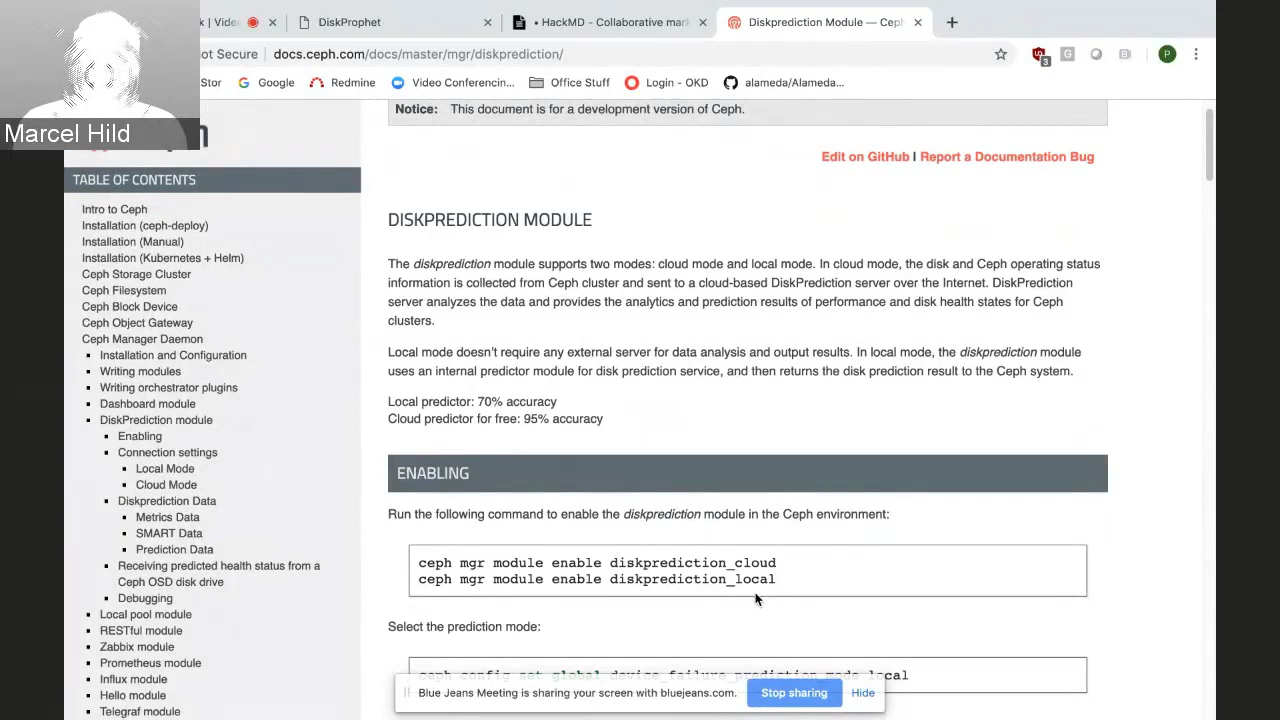 k | Vide
DiskProphet
• HackMD - Collaborative mar
Diskprediction Module — Ceph
ot Secure docs.ceph.com/docs/master/mgr/diskprediction/
3
G
P
Stor
Google
Redmine
Video Conferencin...
Office Stuff
Login - OKD
alameda/Alameda...
Marcel Hild
Notice: This document is for a development version of Ceph.
Edit on GitHub | Report a Documentation Bug
TABLE OF CONTENTS
Intro to Ceph
Installation (ceph-deploy)
Installation (Manual)
Installation (Kubernetes + Helm)
Ceph Storage Cluster
Ceph Filesystem
Ceph Block Device
Ceph Object Gateway
Ceph Manager Daemon
Installation and Configuration
Writing modules
Writing orchestrator plugins
Dashboard module
DiskPrediction module
Enabling
Connection settings
Local Mode
Cloud Mode
Diskprediction Data
Metrics Data
SMART Data
Prediction Data
Receiving predicted health status from a
Ceph OSD disk drive
Debugging
Local pool module
RESTful module
Zabbix module
Prometheus module
Influx module
Hello module
Telegraf module
DISKPREDICTION MODULE
The diskprediction module supports two modes: cloud mode and local mode. In cloud mode, the disk and Ceph operating status
information is collected from Ceph cluster and sent to a cloud-based DiskPrediction server over the Internet. DiskPrediction
server analyzes the data and provides the analytics and prediction results of performance and disk health states for Ceph
clusters.
Local mode doesn't require any external server for data analysis and output results. In local mode, the diskprediction module
uses an internal predictor module for disk prediction service, and then returns the disk prediction result to the Ceph system.
Local predictor: 70% accuracy
Cloud predictor for free: 95% accuracy
ENABLING
Run the following command to enable the diskprediction module in the Ceph environment:
ceph mgr module enable diskprediction_cloud
ceph mgr module enable diskprediction_local
Select the prediction mode:
ceph config set global device_failure_prediction_mode local
Blue Jeans Meeting is sharing your screen with bluejeans.com.
Stop sharing
Hide